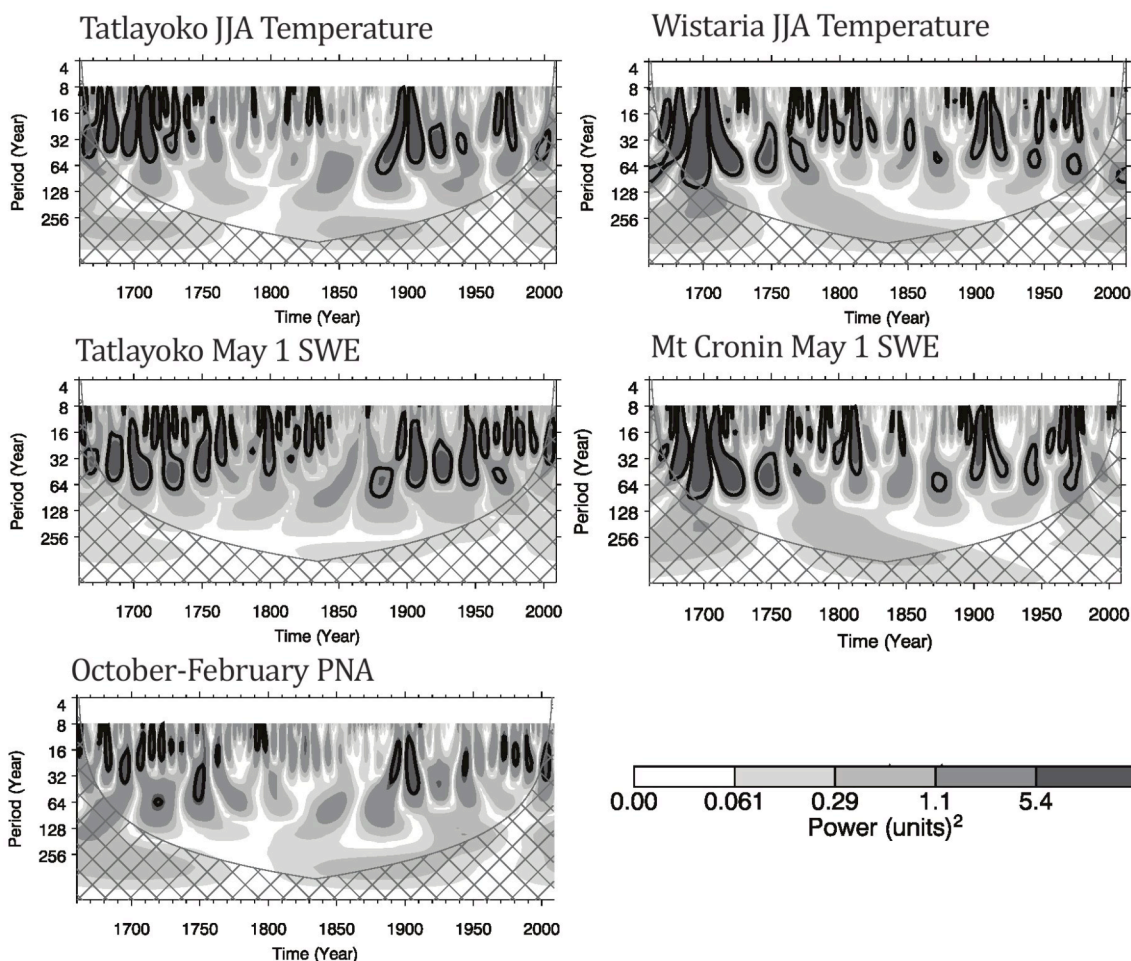 Tatlayoko JJA Temperature
4
8
16
32
64
128
256
Period (Year)
1700 1750 1800 1850 1900 1950 2000
Time (Year)
Wistaria JJA Temperature
4
8
16
32
64
128
256
Period (Year)
1700 1750 1800 1850 1900 1950 2000
Time (Year)
Tatlayoko May 1 SWE
4
8
16
32
64
128
256
Period (Year)
1700 1750 1800 1850 1900 1950 2000
Time (Year)
Mt Cronin May 1 SWE
4
8
16
32
64
128
256
Period (Year)
1700 1750 1800 1850 1900 1950 2000
Time (Year)
October-February PNA
4
8
16
32
64
128
256
Period (Year)
1700 1750 1800 1850 1900 1950 2000
Time (Year)
0.00 0.061 0.29 1.1 5.4
Power (units)²